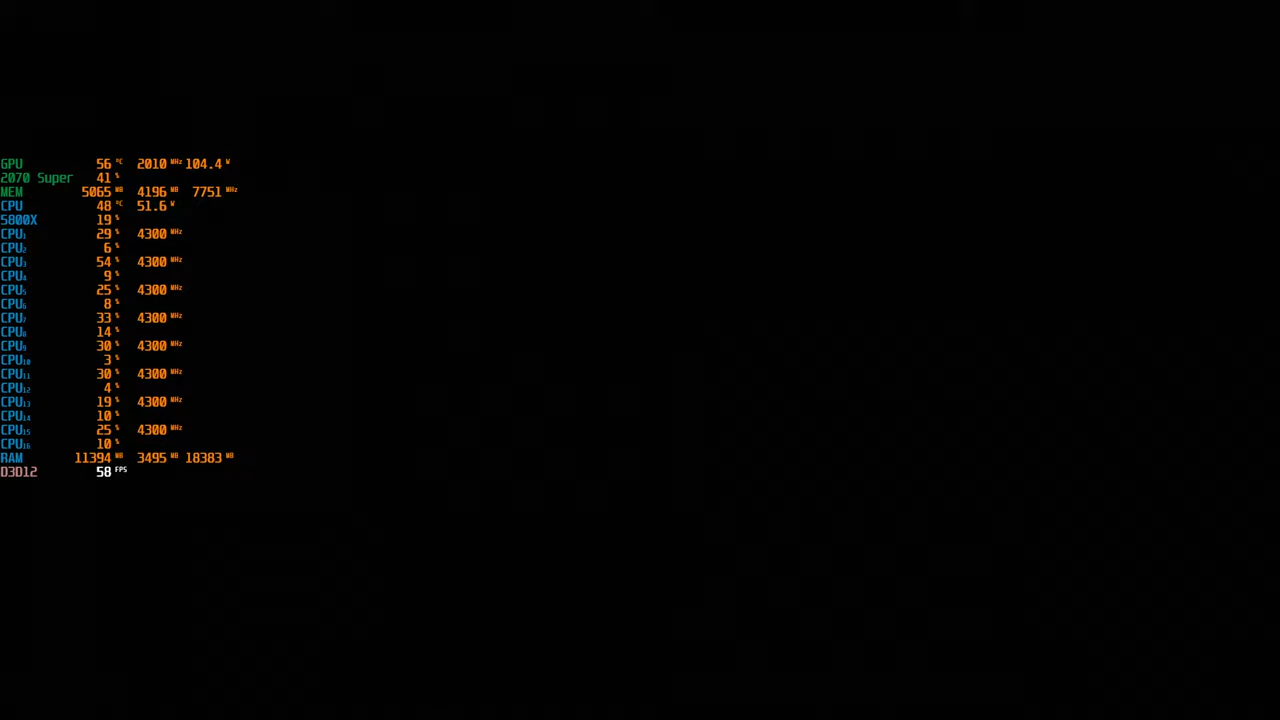 GPU 56 °C 2010 MHz 104.4 W
2070 Super 41 %
MEM 5065 MB 4196 MB 7751 MHz
CPU 48 °C 51.6 W
5800X 19 %
CPU1 29 % 4300 MHz
CPU2 6 %
CPU3 54 % 4300 MHz
CPU4 9 %
CPU5 25 % 4300 MHz
CPU6 8 %
CPU7 33 % 4300 MHz
CPU8 14 %
CPU9 30 % 4300 MHz
CPU10 3 %
CPU11 30 % 4300 MHz
CPU12 4 %
CPU13 19 % 4300 MHz
CPU14 10 %
CPU15 25 % 4300 MHz
CPU16 10 %
RAM 11394 MB 3495 MB 18383 MB
D3D12 58 FPS